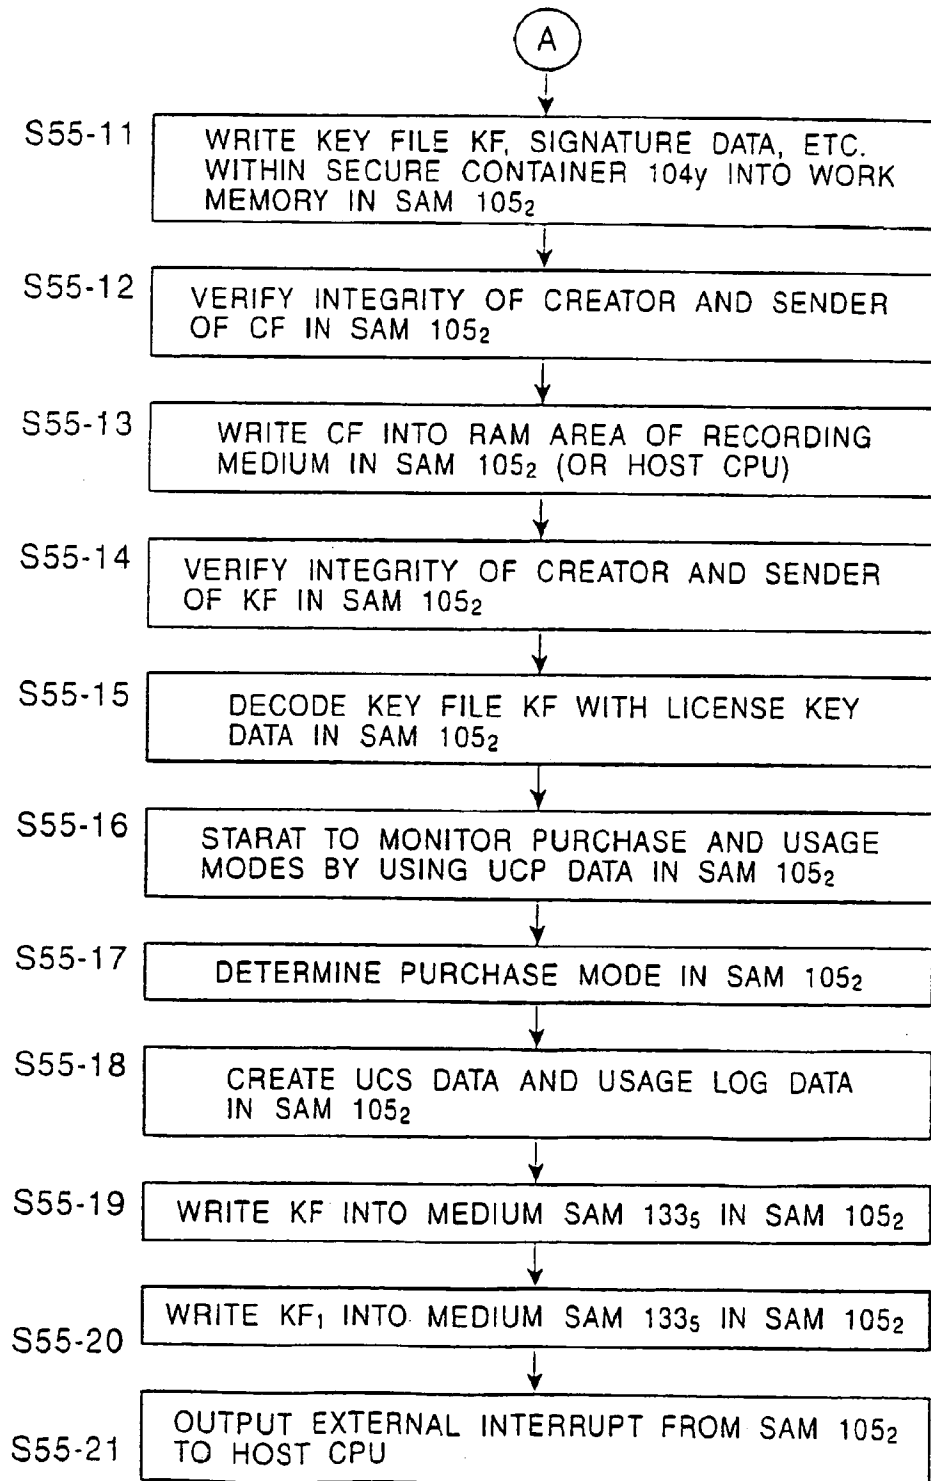 A
S55-11
WRITE KEY FILE KF, SIGNATURE DATA, ETC.
WITHIN SECURE CONTAINER 104y INTO WORK
MEMORY IN SAM 105₂
S55-12
VERIFY INTEGRITY OF CREATOR AND SENDER
OF CF IN SAM 105₂
S55-13
WRITE CF INTO RAM AREA OF RECORDING
MEDIUM IN SAM 105₂ (OR HOST CPU)
S55-14
VERIFY INTEGRITY OF CREATOR AND SENDER
OF KF IN SAM 105₂
S55-15
DECODE KEY FILE KF WITH LICENSE KEY
DATA IN SAM 105₂
S55-16
STARAT TO MONITOR PURCHASE AND USAGE
MODES BY USING UCP DATA IN SAM 105₂
S55-17
DETERMINE PURCHASE MODE IN SAM 105₂
S55-18
CREATE UCS DATA AND USAGE LOG DATA
IN SAM 105₂
S55-19
WRITE KF INTO MEDIUM SAM 133₅ IN SAM 105₂
S55-20
WRITE KF₁ INTO MEDIUM SAM 133₅ IN SAM 105₂
S55-21
OUTPUT EXTERNAL INTERRUPT FROM SAM 105₂
TO HOST CPU